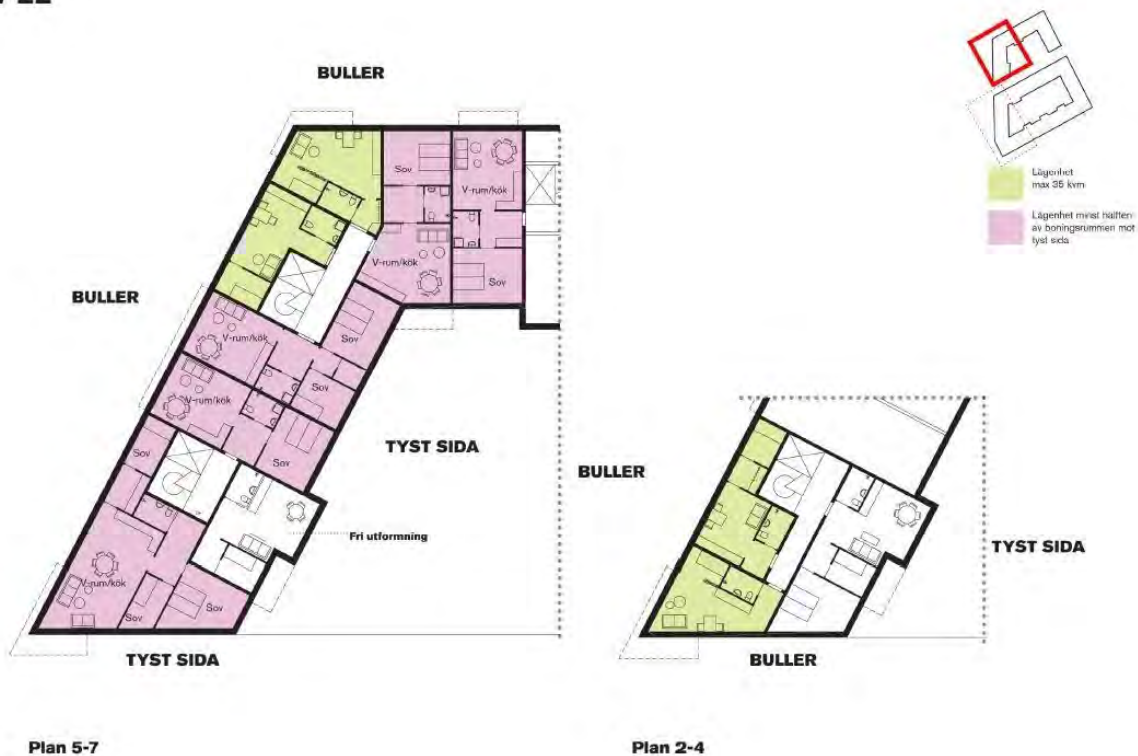 BULLER
Lägenhet
max 35 kvm
Lägenhet minst hälften
av boningsrummen mot
tyst sida
Sov
V-rum/kök
V-rum/kök
Sov
BULLER
V-rum/kök
Sov
Sov
V-rum/kök
Sov
Sov
TYST SIDA
Fri utformning
V-rum/kök
Sov
Sov
TYST SIDA
BULLER
TYST SIDA
BULLER
Plan 5-7
Plan 2-4